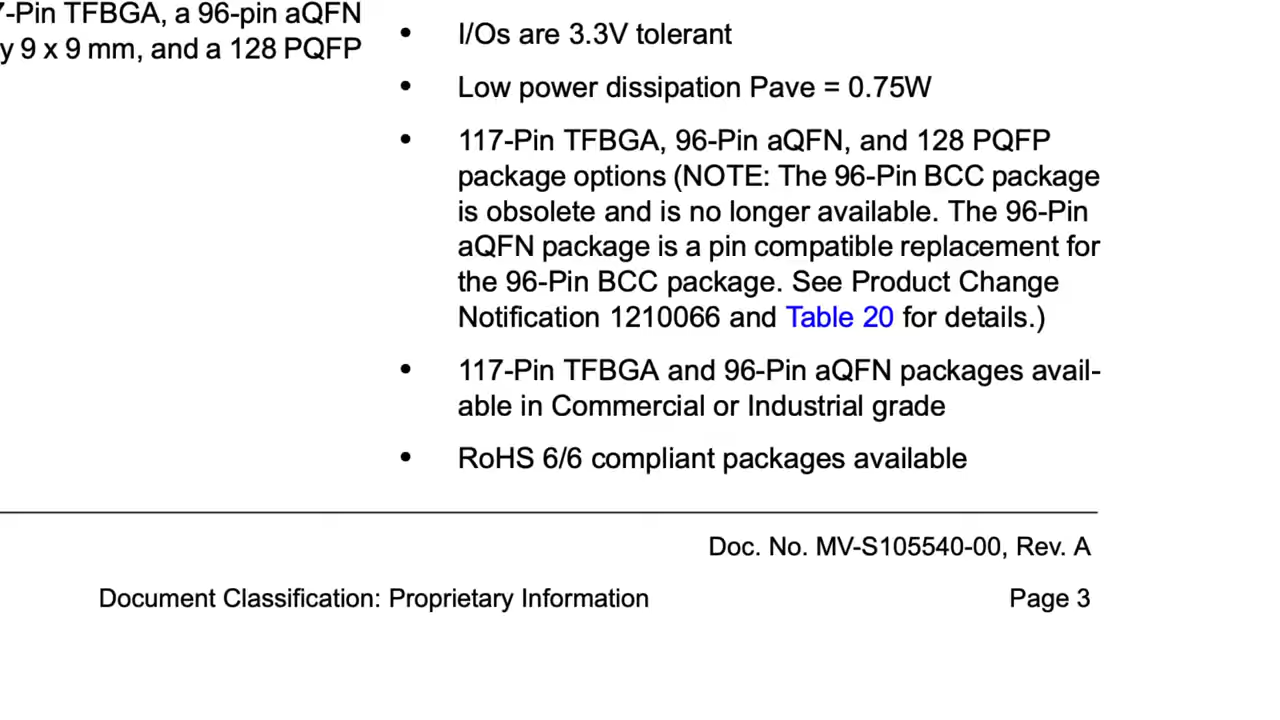 -Pin TFBGA, a 96-pin aQFN
y 9 x 9 mm, and a 128 PQFP
• I/Os are 3.3V tolerant
• Low power dissipation Pave = 0.75W
• 117-Pin TFBGA, 96-Pin aQFN, and 128 PQFP
package options (NOTE: The 96-Pin BCC package
is obsolete and is no longer available. The 96-Pin
aQFN package is a pin compatible replacement for
the 96-Pin BCC package. See Product Change
Notification 1210066 and Table 20 for details.)
• 117-Pin TFBGA and 96-Pin aQFN packages avail-
able in Commercial or Industrial grade
• RoHS 6/6 compliant packages available
Doc. No. MV-S105540-00, Rev. A
Document Classification: Proprietary Information
Page 3